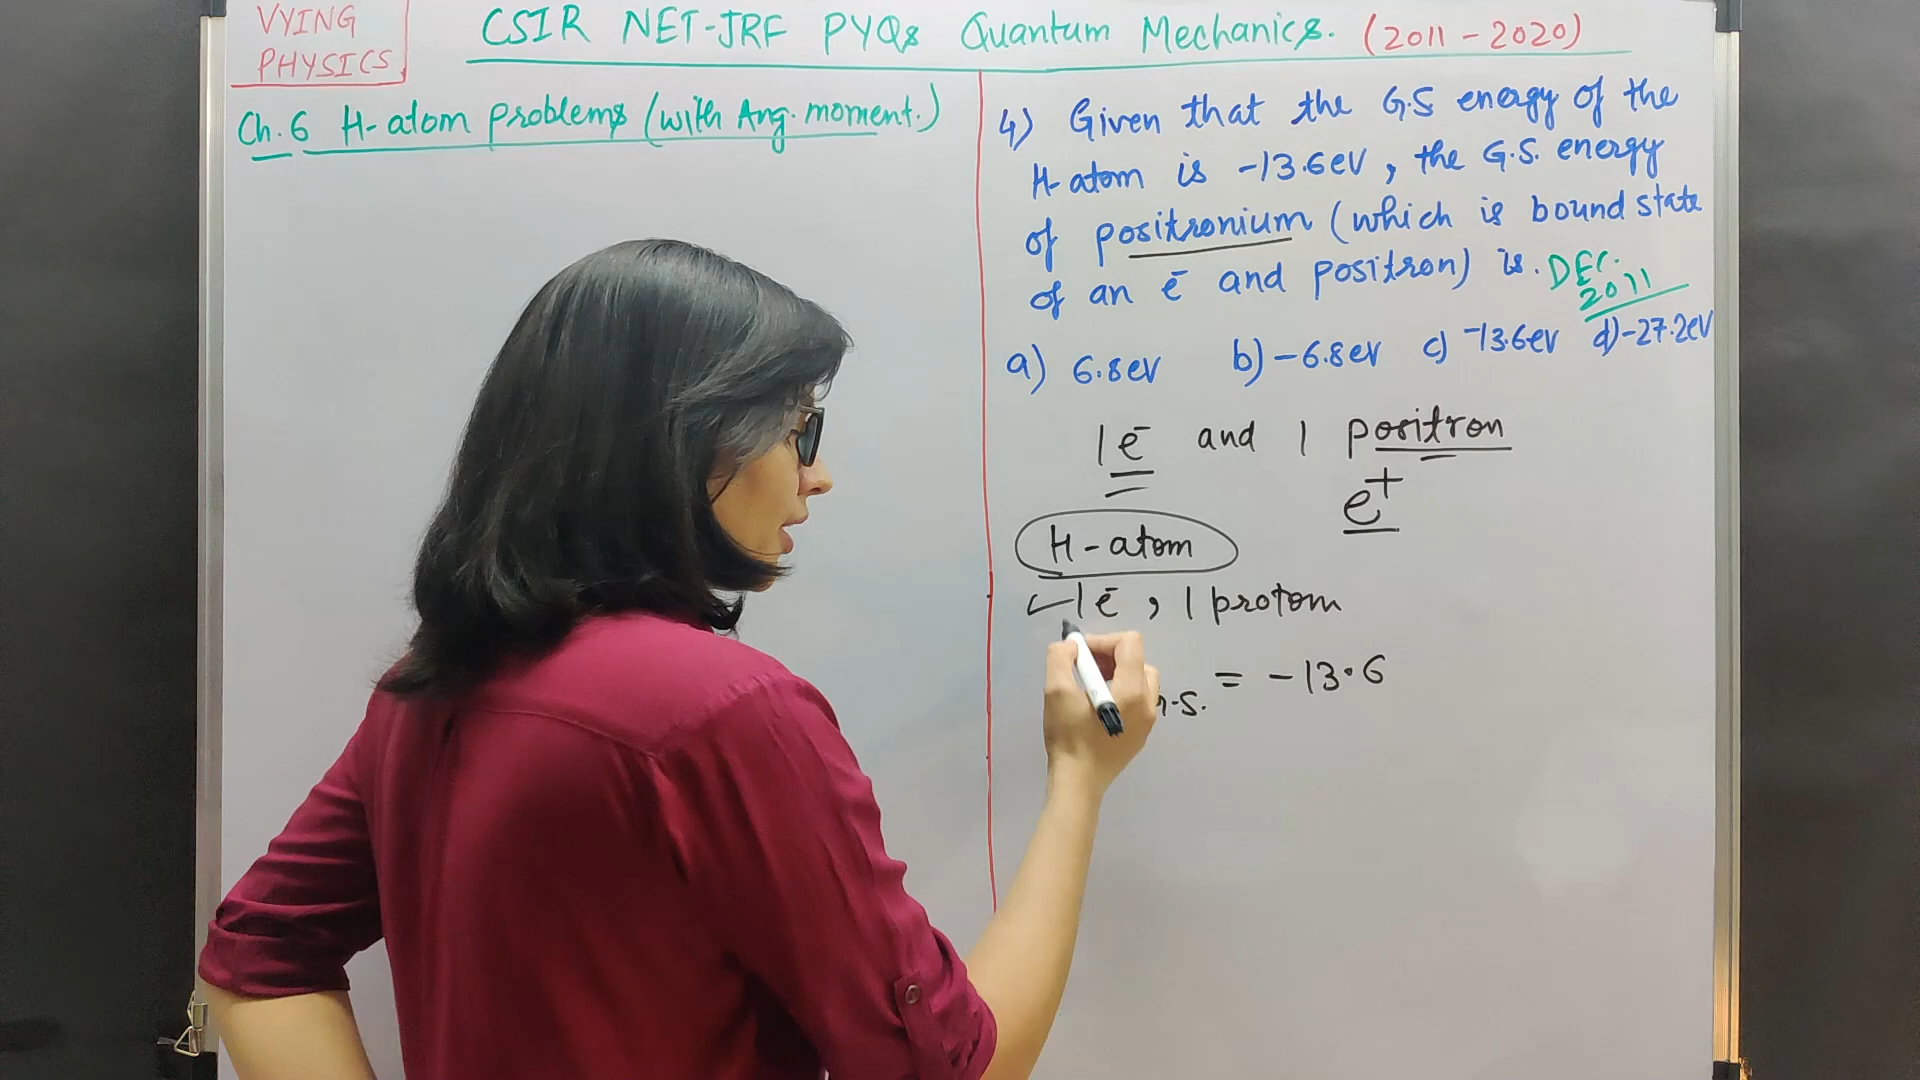 VYING
PHYSICS
CSIR NET-JRF PYQs Quantum Mechanics. (2011-2020)
Ch.6 H-atom problems (with Ang. moment.)
4) Given that the G.S energy of the
H-atom is -13.6eV, the G.S. energy
of positronium (which is bound state
of an e⁻ and positron) is. DEC.
2011
a) 6.8eV b) -6.8eV c) -13.6eV d) -27.2eV
1 e⁻ and 1 positron
e⁺
H-atom
1 e⁻, 1 proton
.S. = -13.6